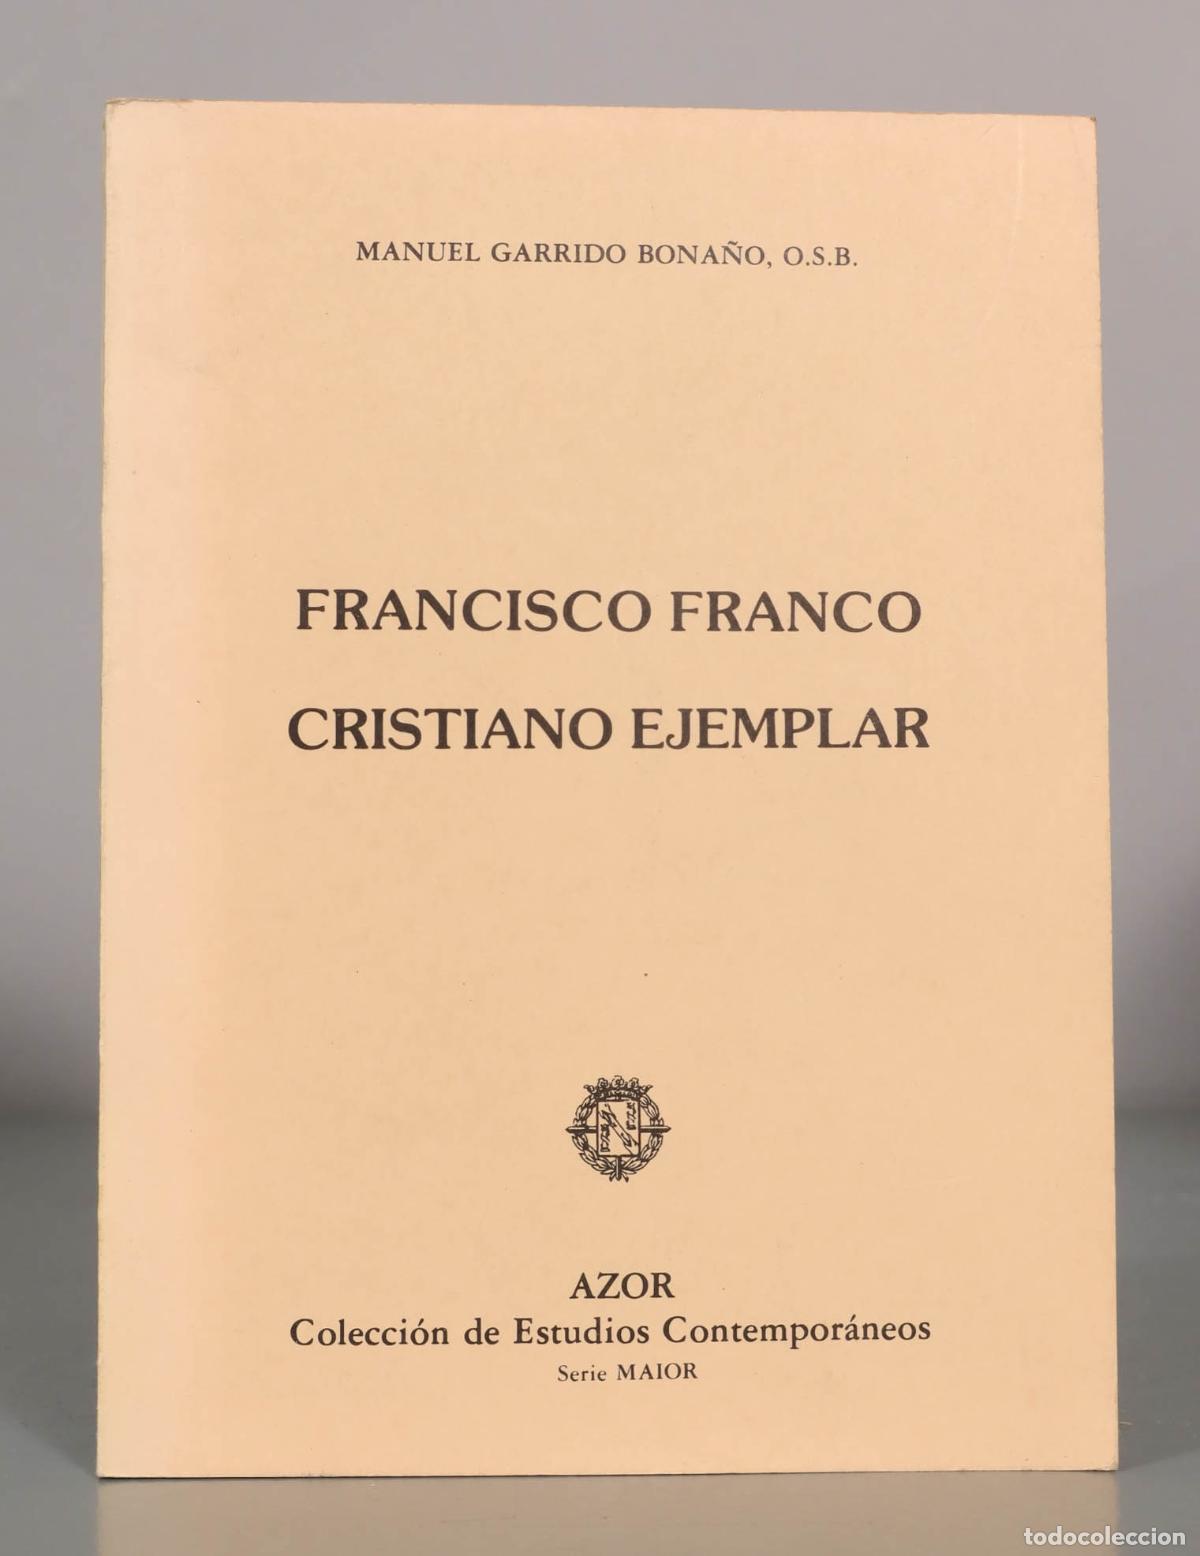 MANUEL GARRIDO BONAÑO, O.S.B.
FRANCISCO FRANCO
CRISTIANO EJEMPLAR
AZOR
Colección de Estudios Contemporáneos
Serie MAIOR
todocoleccion